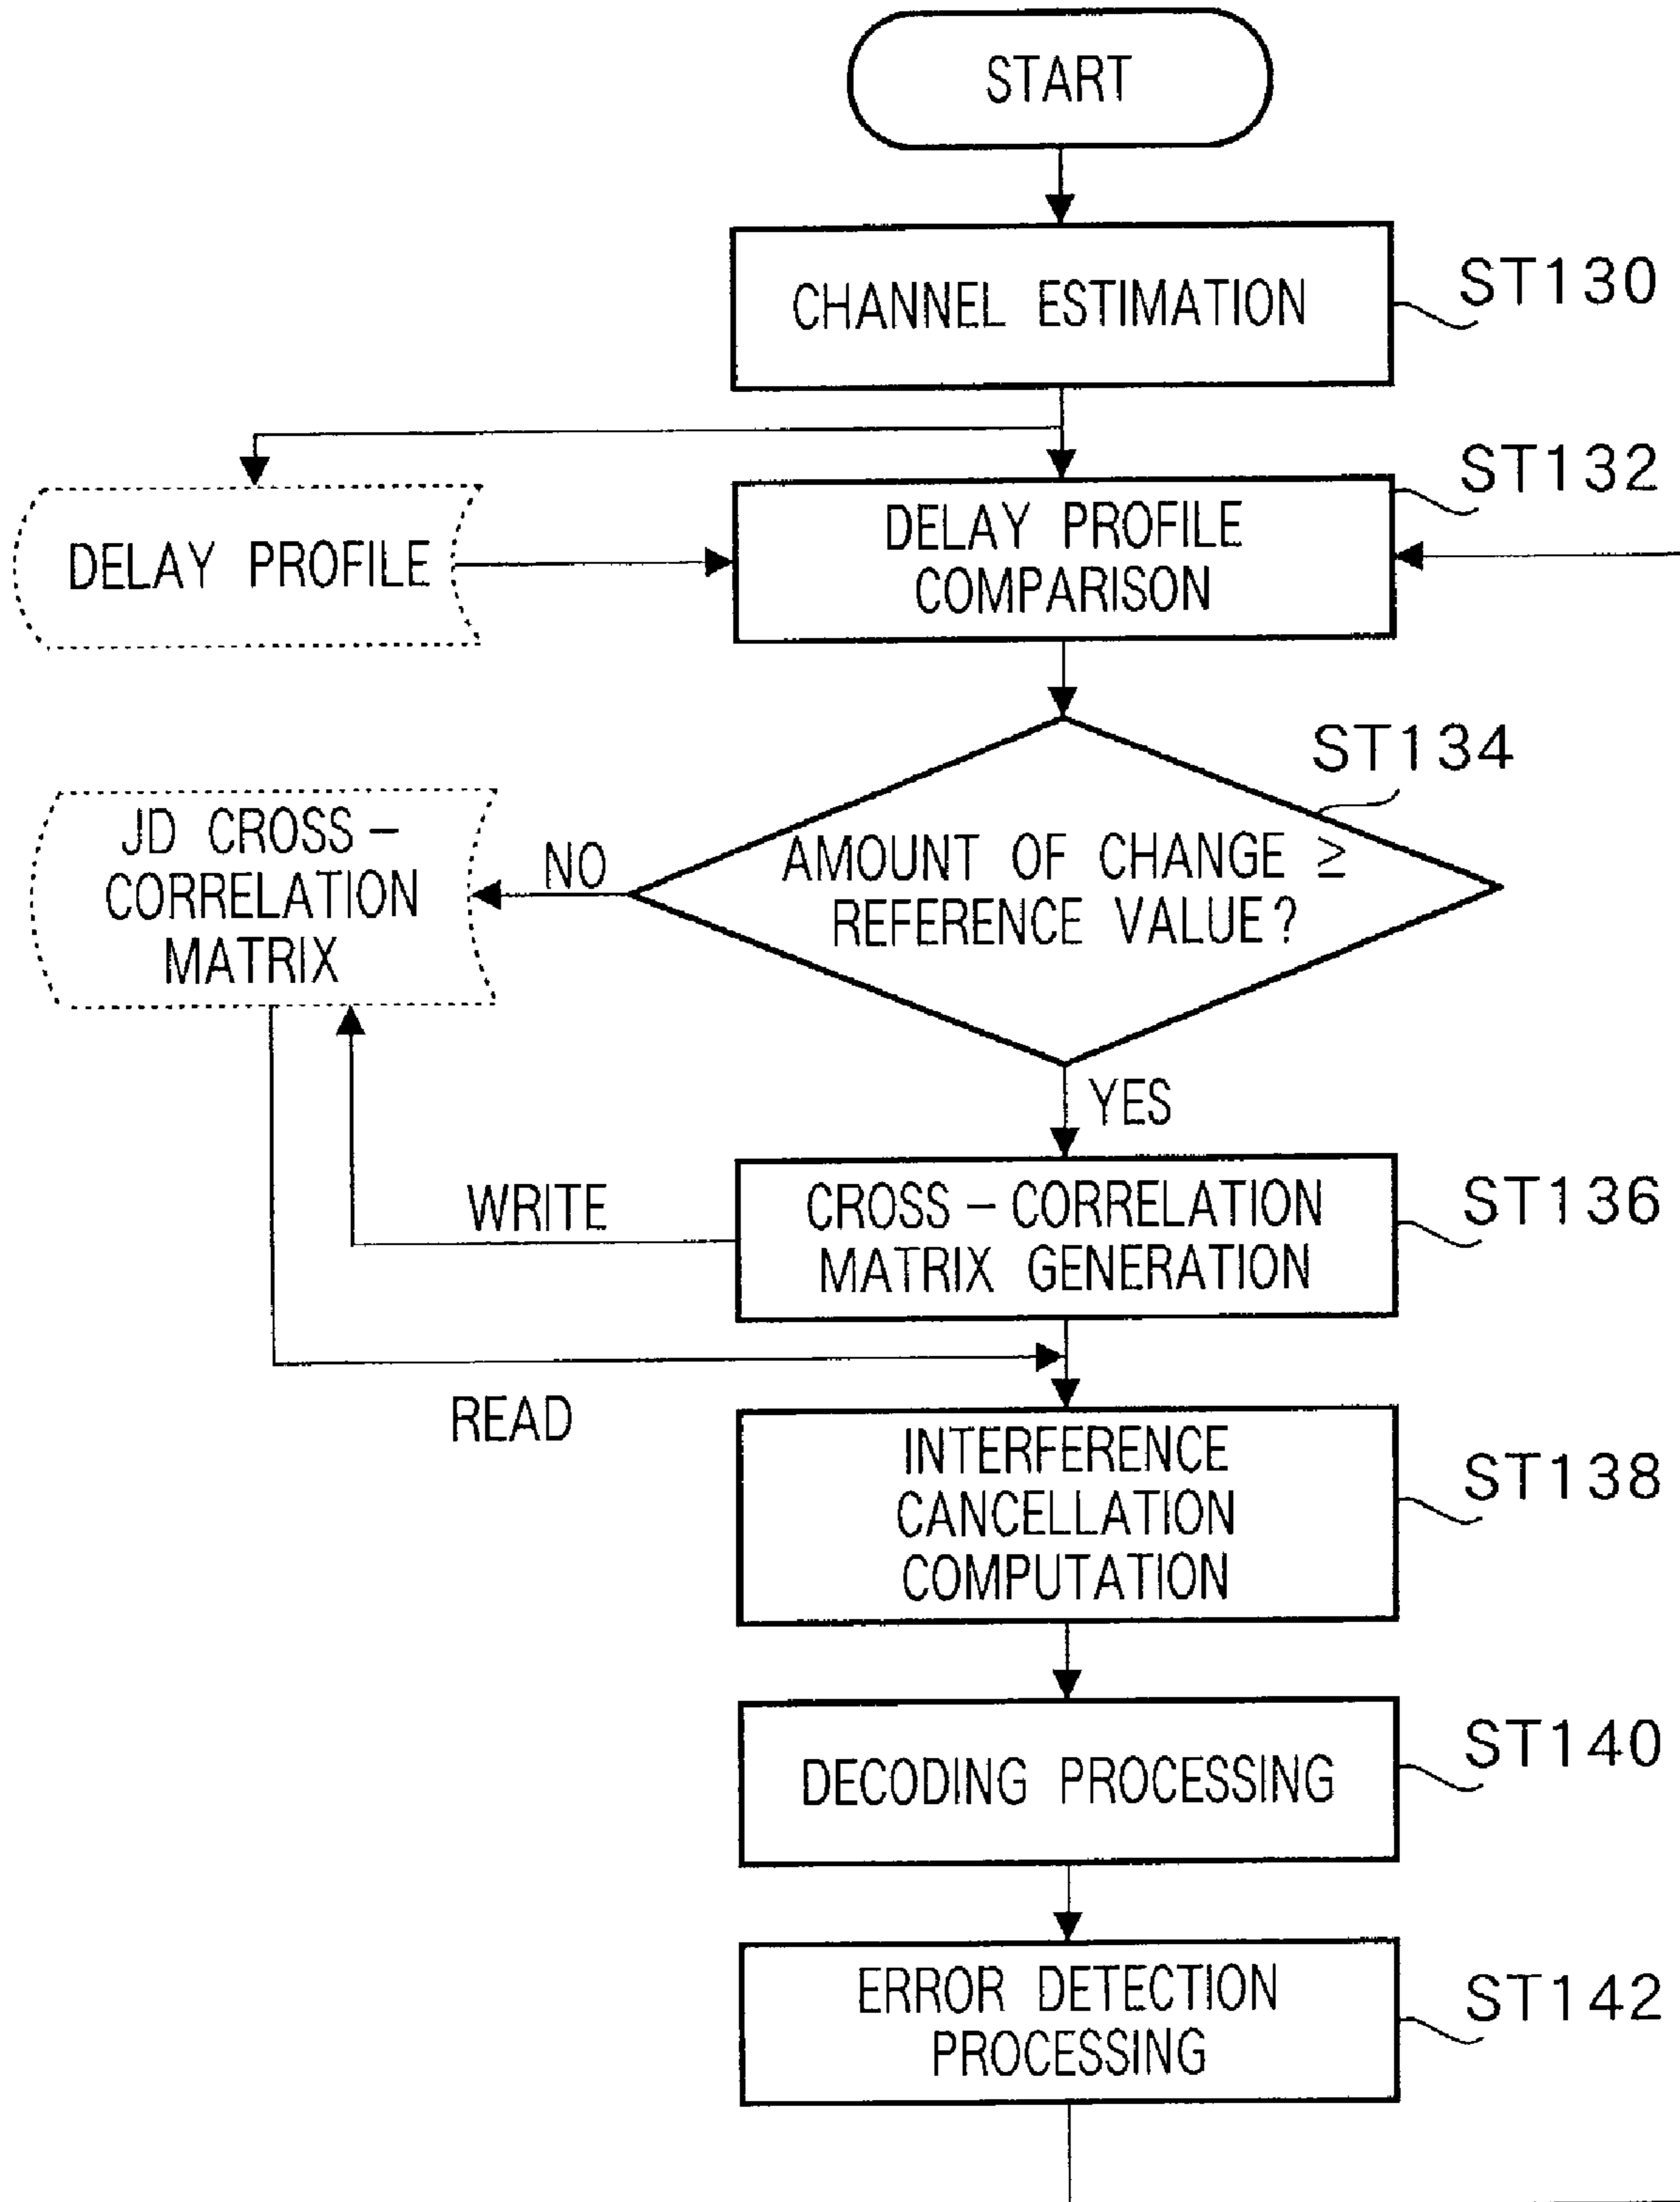 START
CHANNEL ESTIMATION
ST130
DELAY PROFILE
DELAY PROFILE
COMPARISON
ST132
AMOUNT OF CHANGE ≥
REFERENCE VALUE?
ST134
NO
JD CROSS-
CORRELATION
MATRIX
YES
CROSS-CORRELATION
MATRIX GENERATION
ST136
WRITE
READ
INTERFERENCE
CANCELLATION
COMPUTATION
ST138
DECODING PROCESSING
ST140
ERROR DETECTION
PROCESSING
ST142